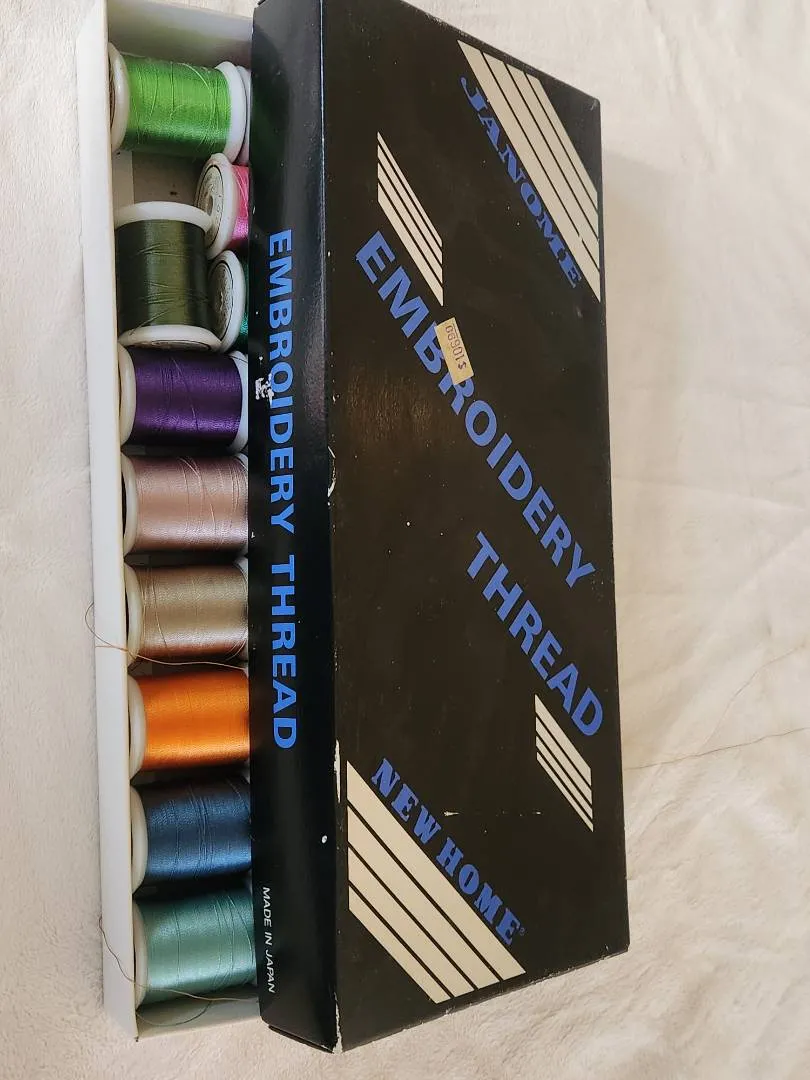 JANOME
EMBROIDERY
THREAD
NEW HOME®
EMBROIDERY THREAD
MADE IN JAPAN